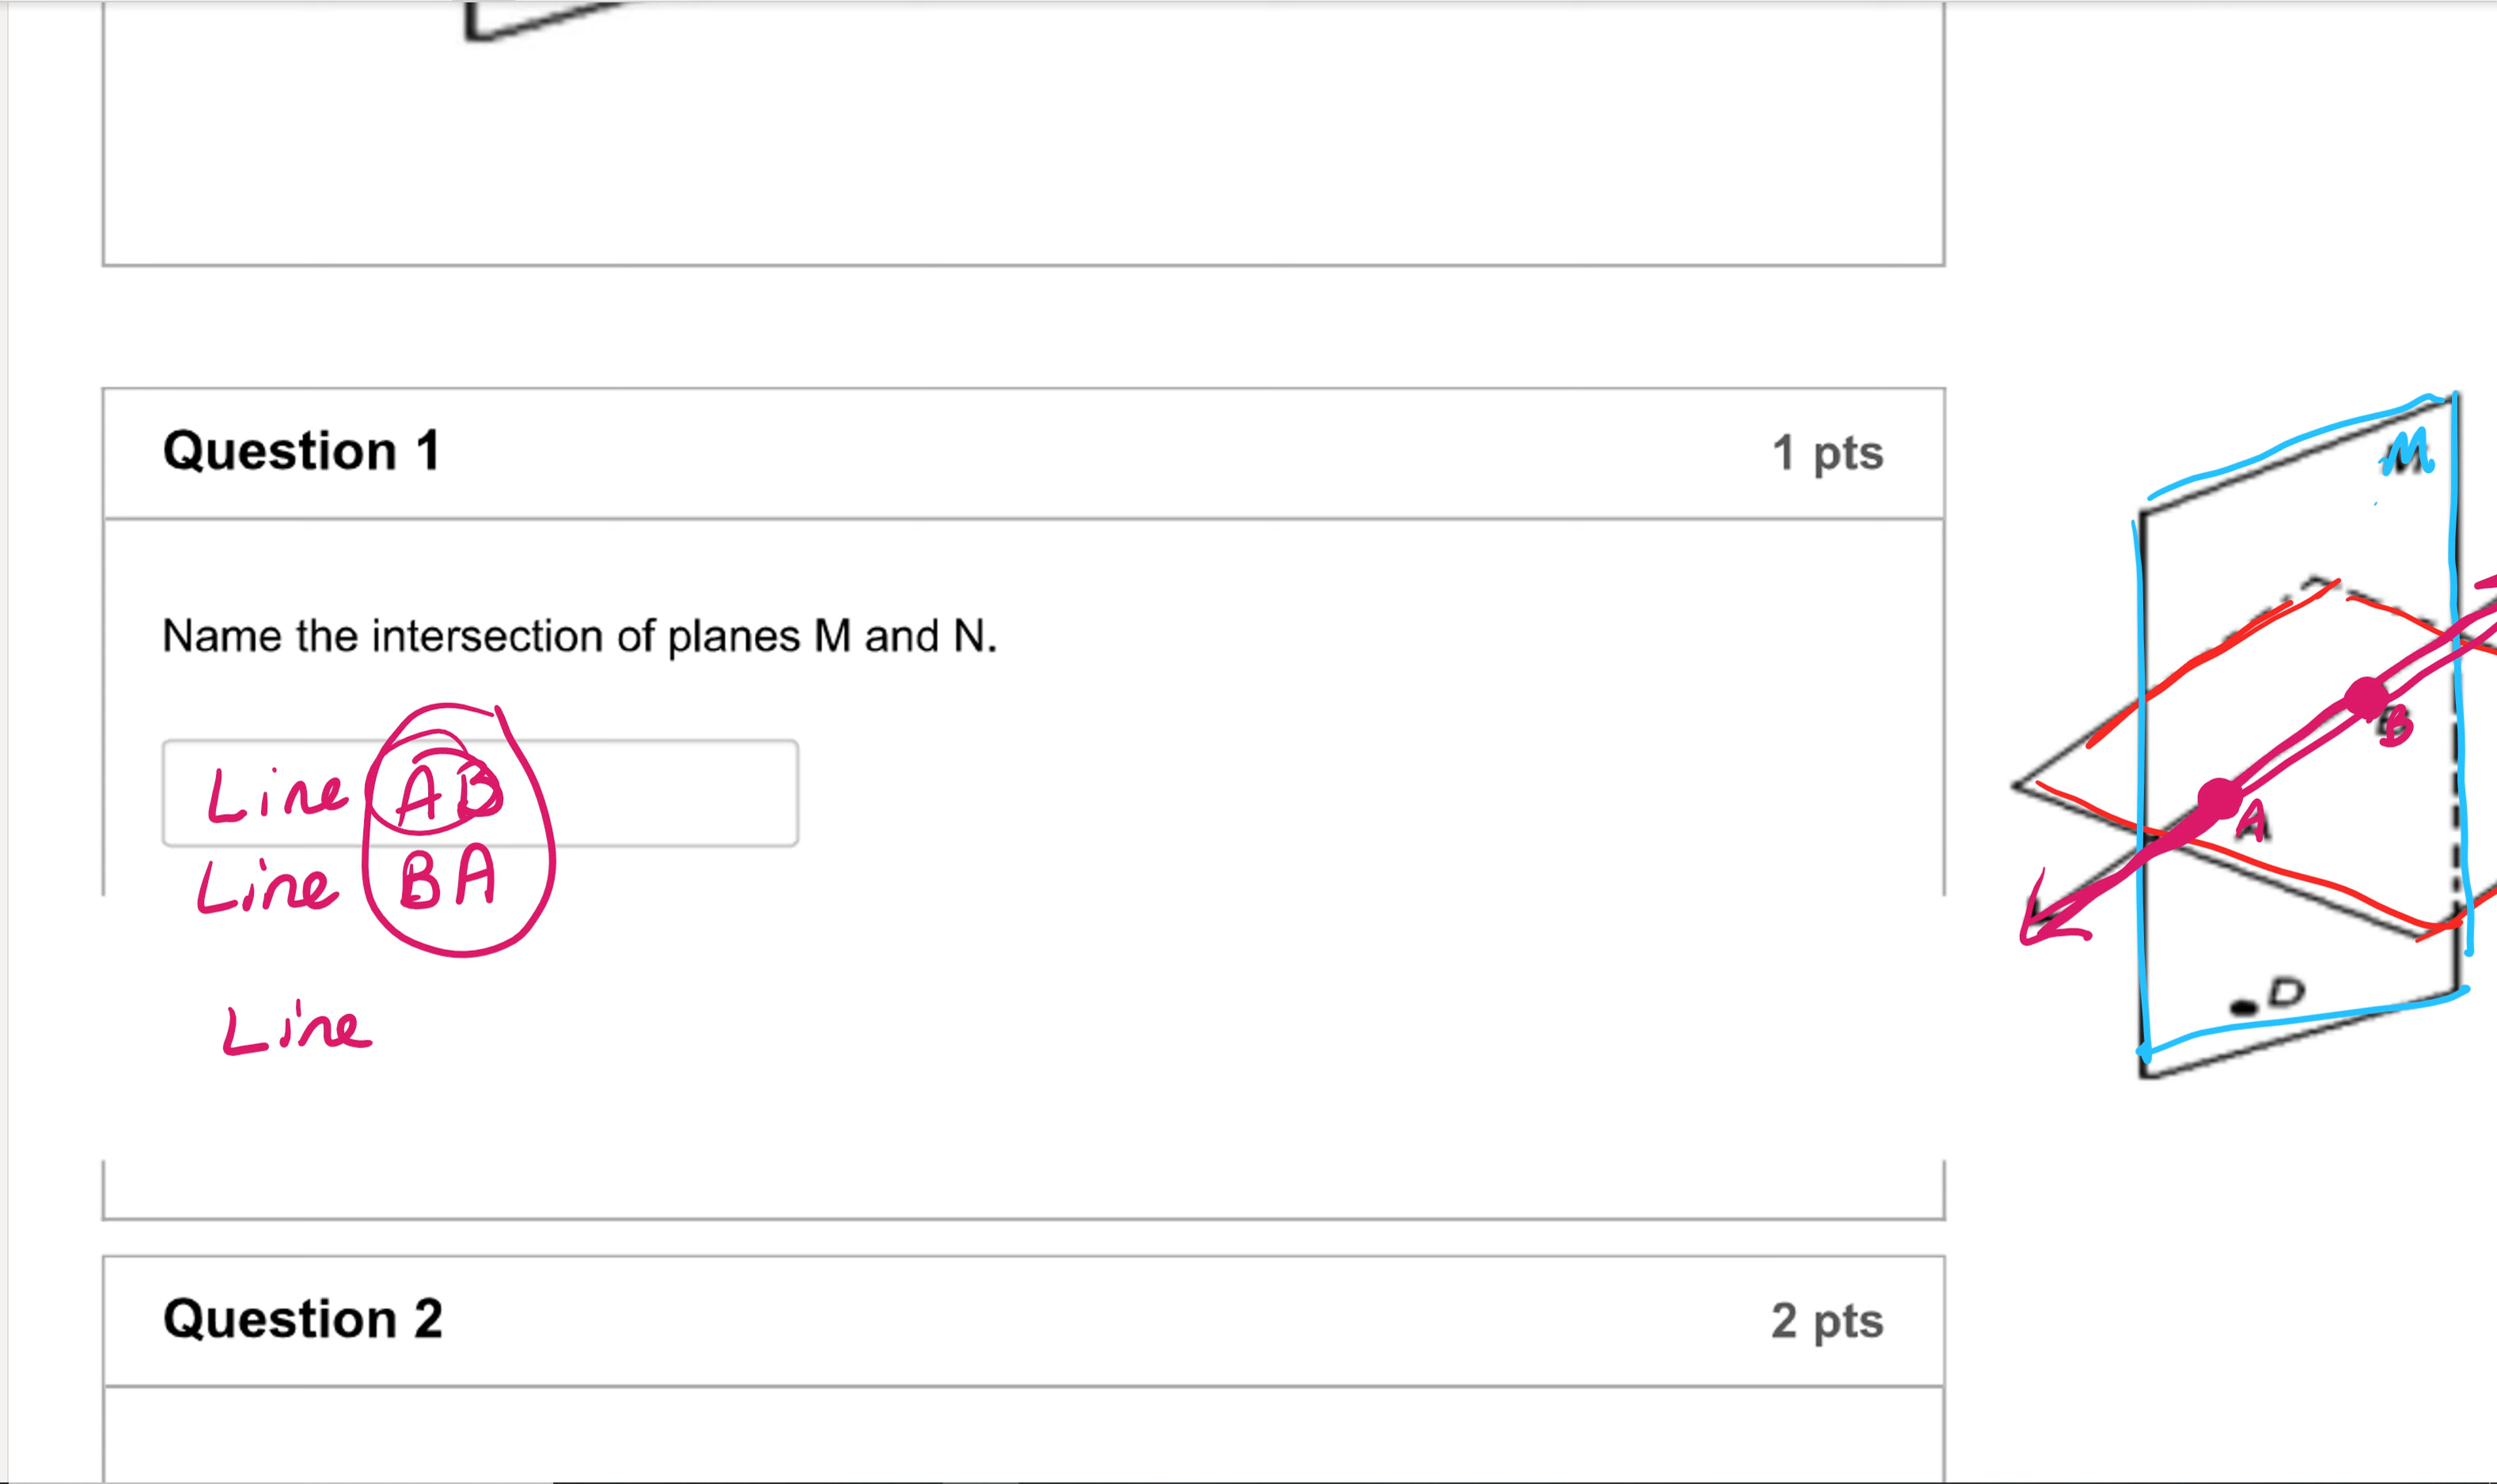 Question 1
1 pts
Name the intersection of planes M and N.
Line AB
Line BA
Line
M
B
A
D
Question 2
2 pts